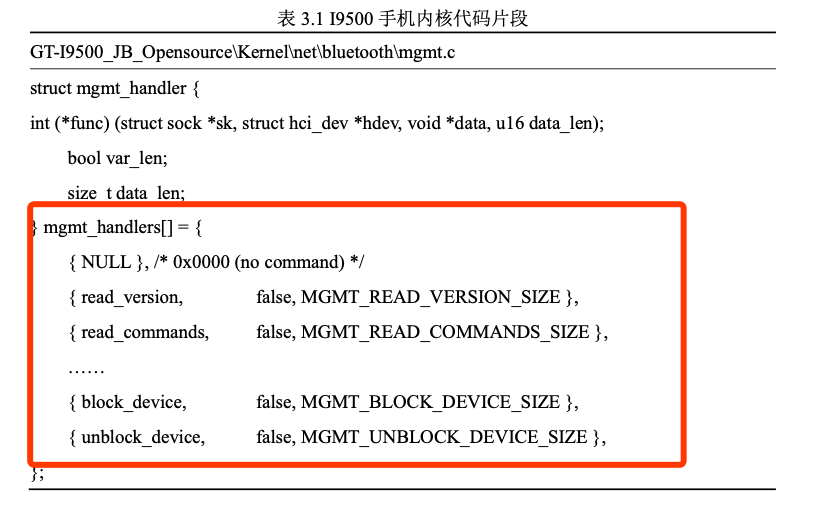 表 3.1 I9500 手机内核代码片段
GT-I9500_JB_Opensource\Kernel\net\bluetooth\mgmt.c
struct mgmt_handler {
int (*func) (struct sock *sk, struct hci_dev *hdev, void *data, u16 data_len);
bool var_len;
size_t data_len;
} mgmt_handlers[] = {
{ NULL }, /* 0x0000 (no command) */
{ read_version, false, MGMT_READ_VERSION_SIZE },
{ read_commands, false, MGMT_READ_COMMANDS_SIZE },
……
{ block_device, false, MGMT_BLOCK_DEVICE_SIZE },
{ unblock_device, false, MGMT_UNBLOCK_DEVICE_SIZE },
};